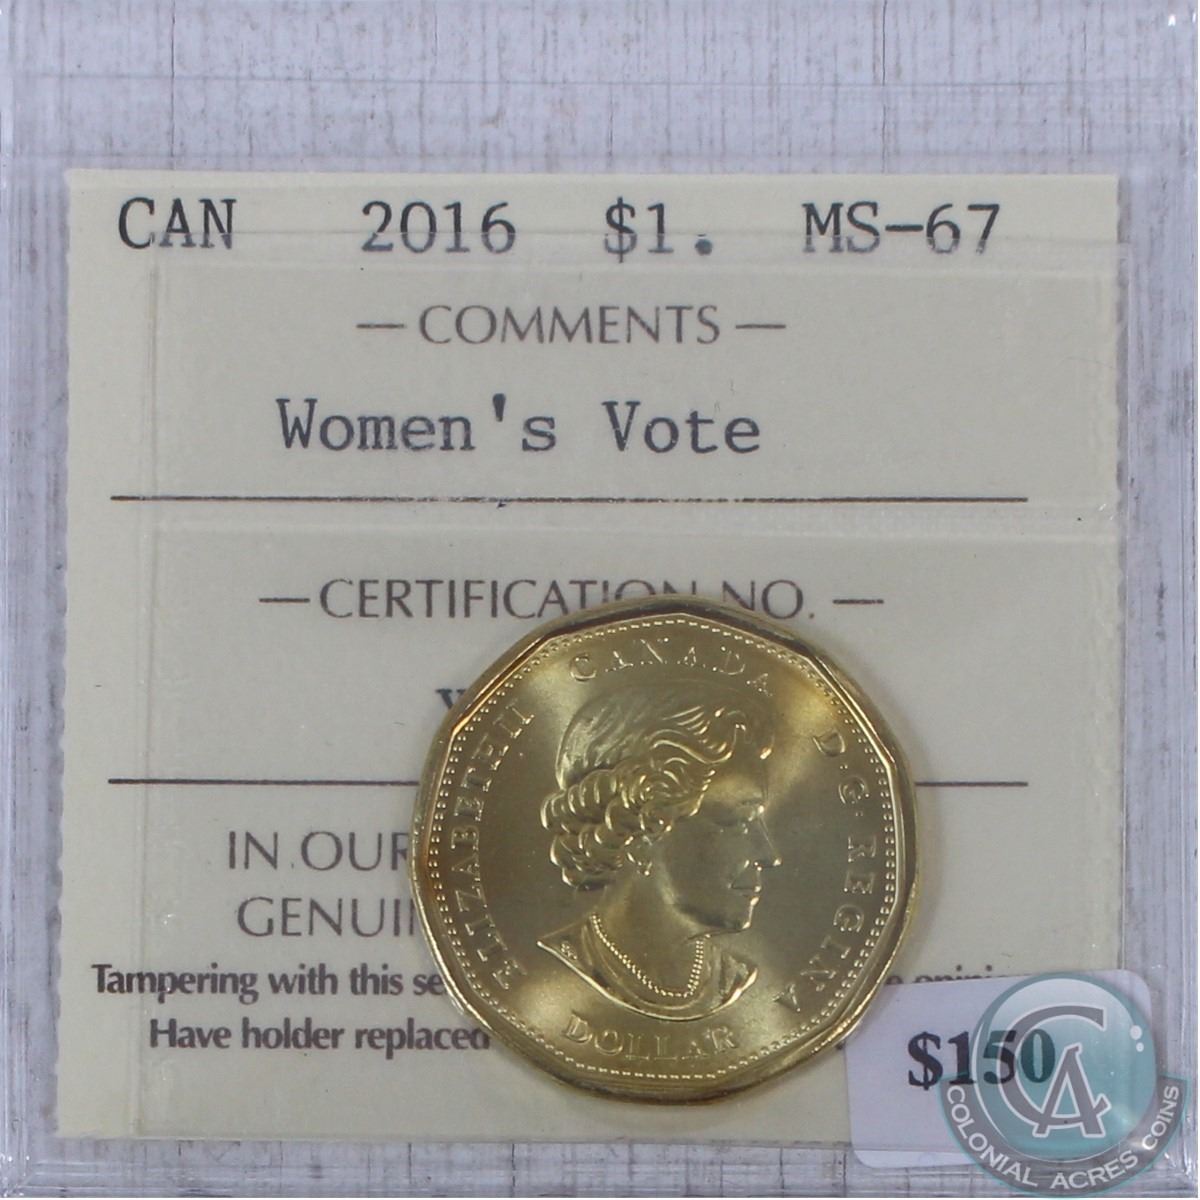 CAN 2016 $1. MS-67
— COMMENTS —
Women's Vote
— CERTIFICATION NO. —
IN OUR
GENUI
Tampering with this se
Have holder replaced
ELIZABETH II CANADA D·G·REGINA
DOLLAR
$150
CA
COLONIAL ACRES COINS